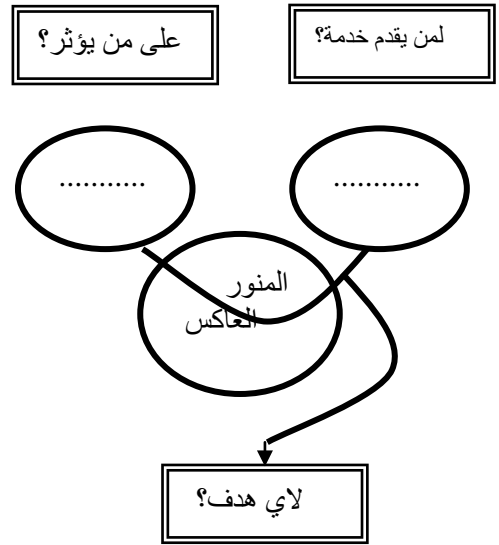 لمن يقدم خدمة؟
على من يؤثر؟
...........
...........
المنور
العاكس
لاي هدف؟